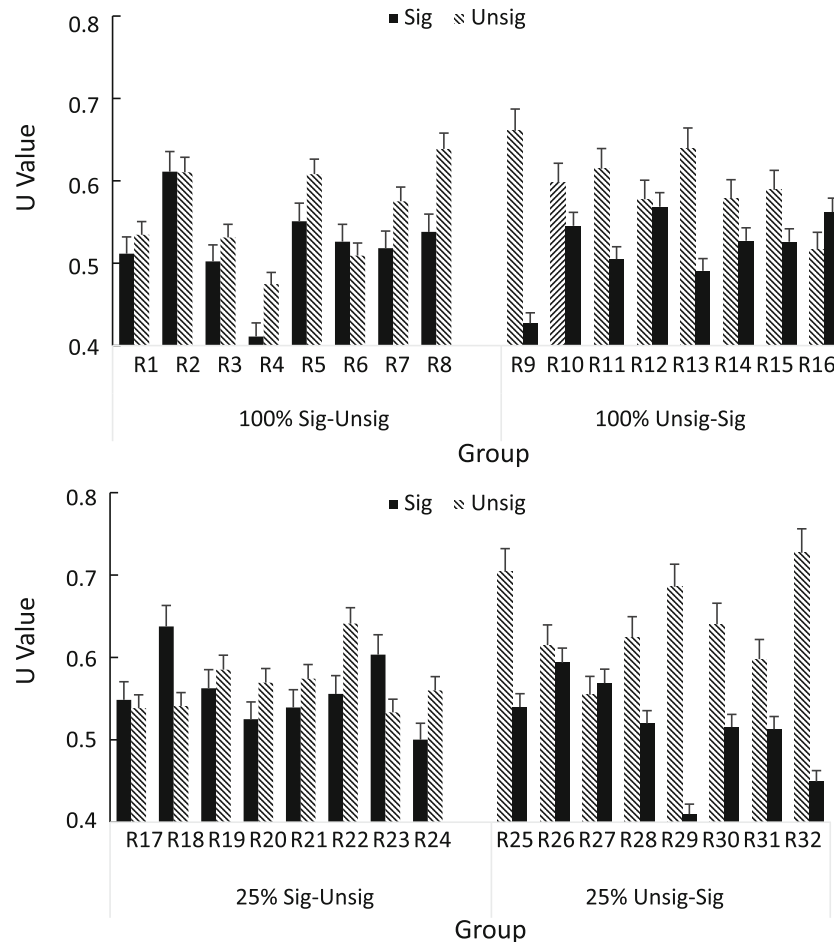 0.8
Sig Unsig
0.7
0.6
0.5
0.4
U Value
R1 R2 R3 R4 R5 R6 R7 R8 R9 R10 R11 R12 R13 R14 R15 R16
100% Sig-Unsig 100% Unsig-Sig
Group
0.8
Sig Unsig
0.7
0.6
0.5
0.4
U Value
R17 R18 R19 R20 R21 R22 R23 R24 R25 R26 R27 R28 R29 R30 R31 R32
25% Sig-Unsig 25% Unsig-Sig
Group